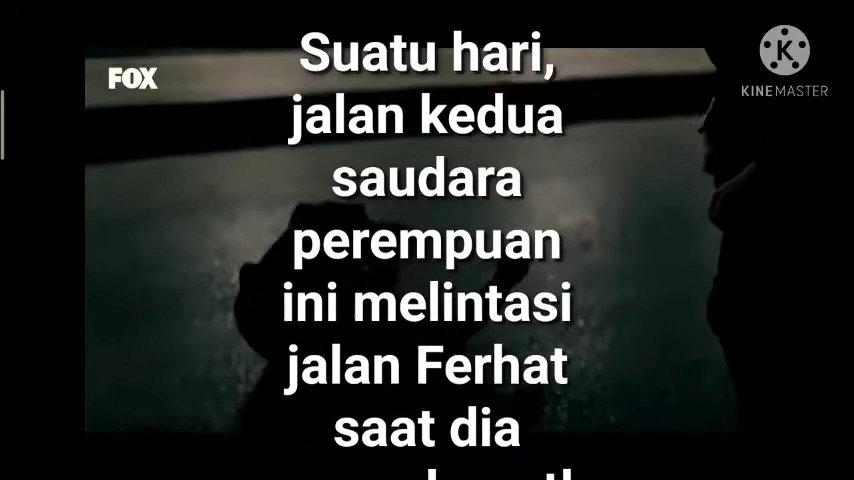 FOX
KINEMASTER
Suatu hari,
jalan kedua
saudara
perempuan
ini melintasi
jalan Ferhat
saat dia